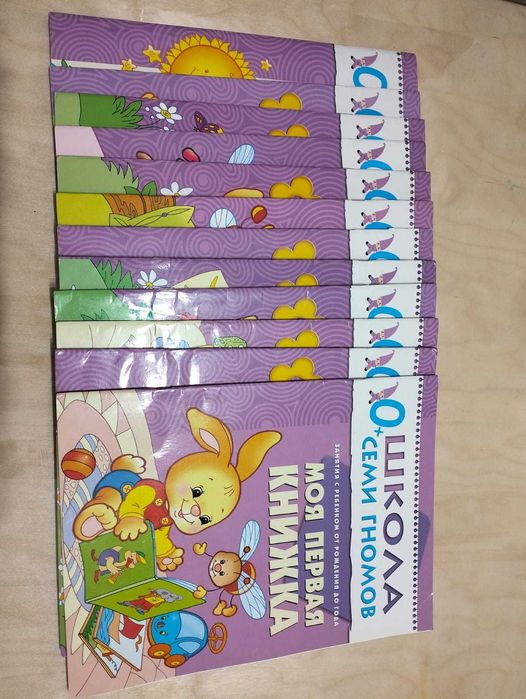 0+
ШКОЛА
СЕМИ ГНОМОВ
ЗАНЯТИЯ С РЕБЕНКОМ ОТ РОЖДЕНИЯ ДО ГОДА
МОЯ ПЕРВАЯ
КНИЖКА